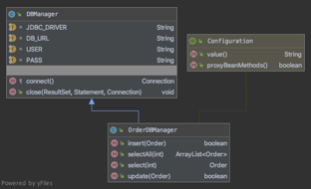 DBManager
JDBC_DRIVER String
DB_URL String
USER String
PASS String
connect() Connection
close(ResultSet, Statement, Connection) void
Configuration
value() String
proxyBeanMethods() boolean
OrderDBManager
insert(Order) boolean
selectAll(int) ArrayList<Order>
select(int) Order
update(Order) boolean
Powered by yFiles